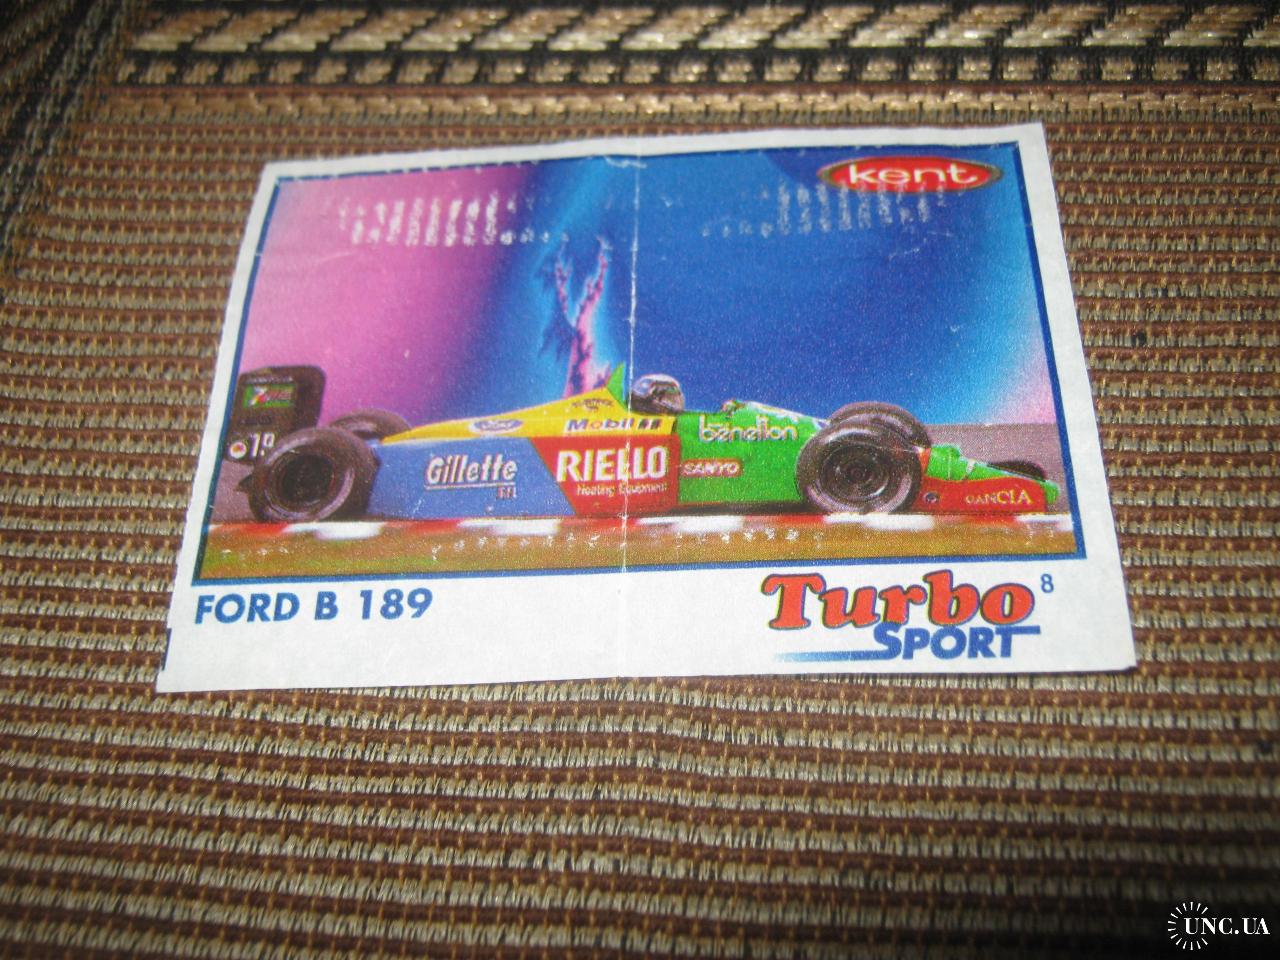 kent
Mobil
benetton
Gillette
RIELLO
SANYO
Heating Equipment
FORD B 189
Turbo 8
SPORT
UNC.UA